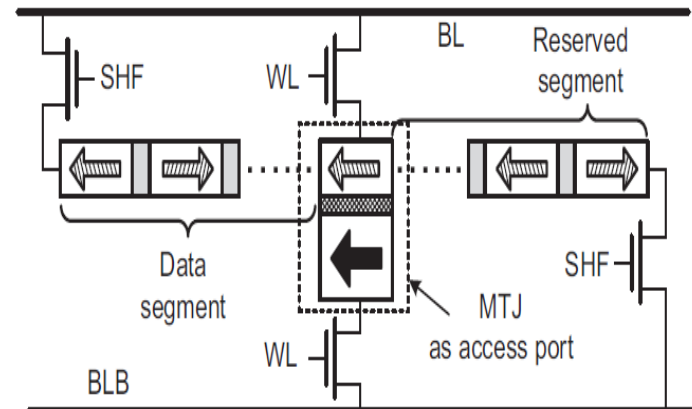 BL
Reserved
segment
SHF
WL
Data
segment
SHF
MTJ
as access port
WL
BLB